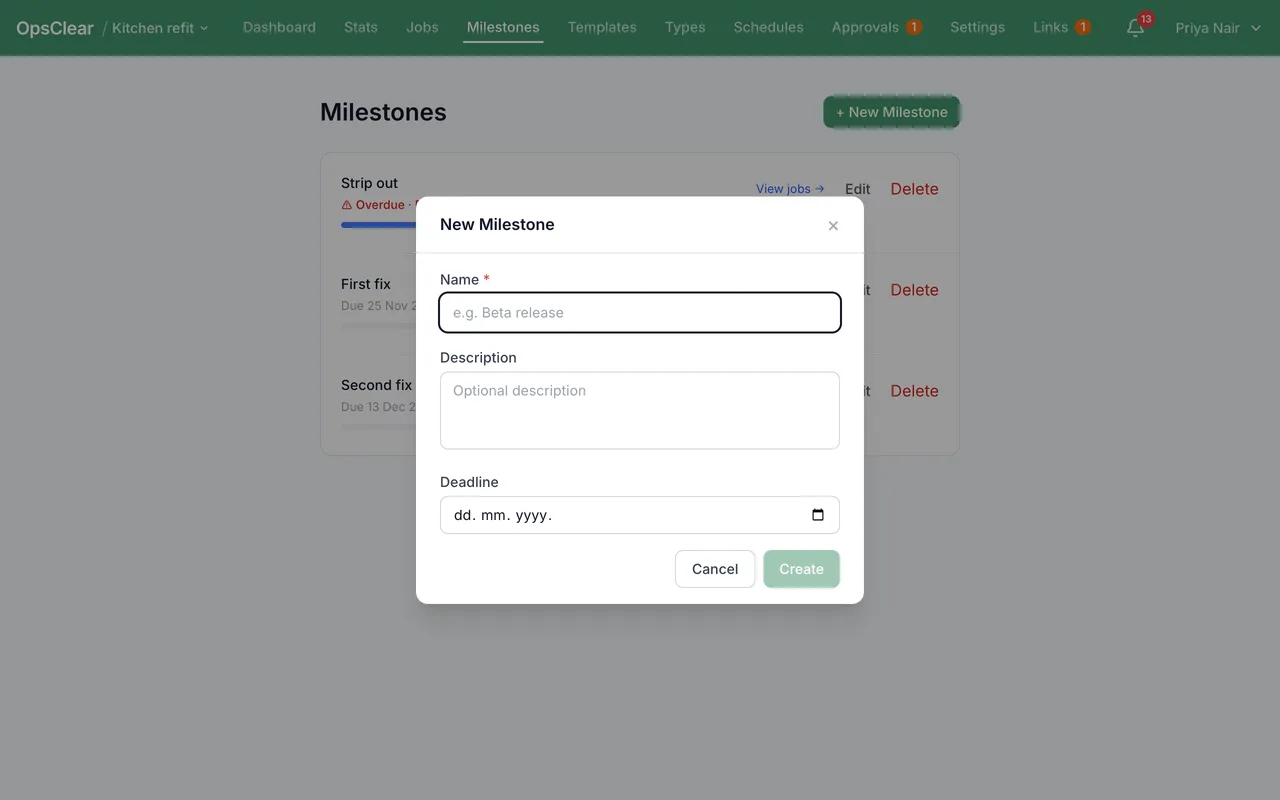 OpsClear / Kitchen refit Dashboard Stats Jobs Milestones Templates Types Schedules Approvals 1 Settings Links 1 13 Priya Nair
Milestones + New Milestone
Strip out View jobs → Edit Delete
Overdue ·
New Milestone ×
Name *
e.g. Beta release
First fix Delete
Due 25 Nov
Description
Optional description
Second fix Delete
Due 13 Dec
Deadline
dd. mm. yyyy.
Cancel Create